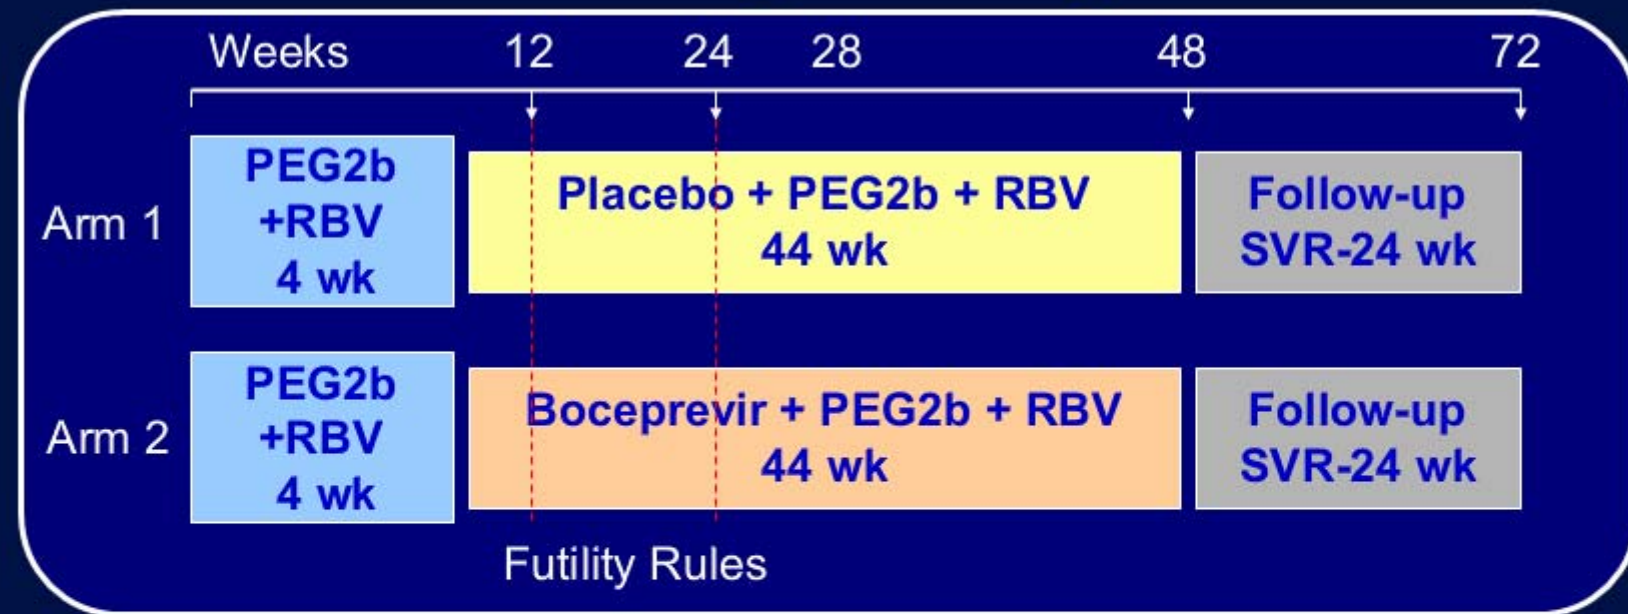 Weeks 12 24 28 48 72
Arm 1
PEG2b
+RBV
4 wk
Placebo + PEG2b + RBV
44 wk
Follow-up
SVR-24 wk
Arm 2
PEG2b
+RBV
4 wk
Boceprevir + PEG2b + RBV
44 wk
Follow-up
SVR-24 wk
Futility Rules